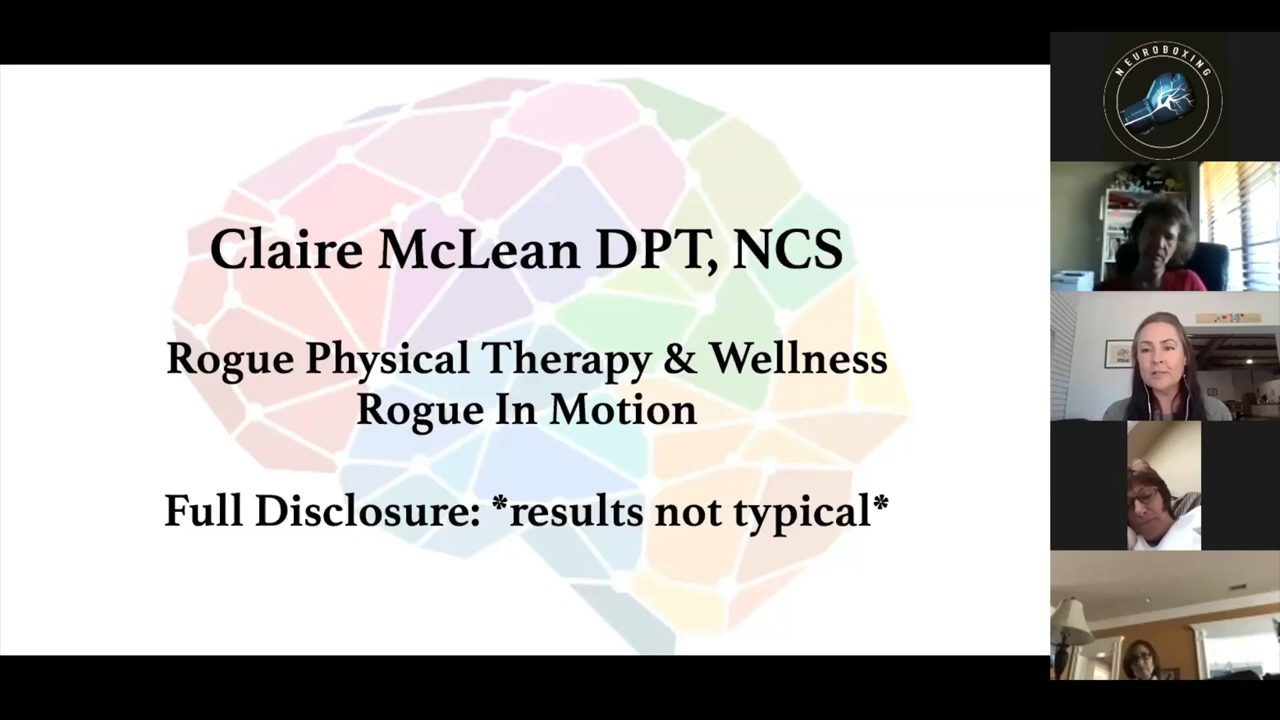 Claire McLean DPT, NCS
Rogue Physical Therapy & Wellness
Rogue In Motion
Full Disclosure: *results not typical*
NEUROBOXING